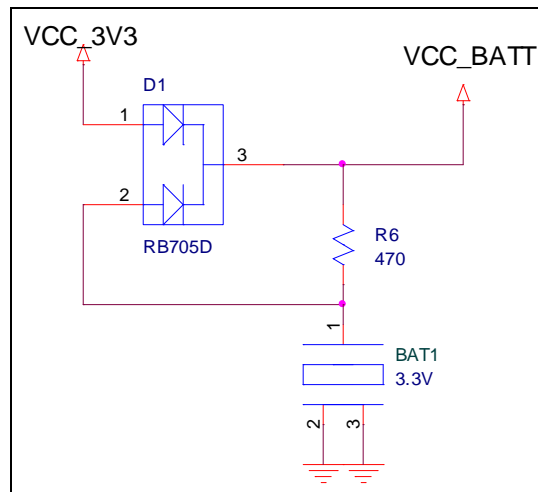 VCC_3V3
VCC_BATT
D1
1
3
2
RB705D
R6
470
1
BAT1
3.3V
2
3